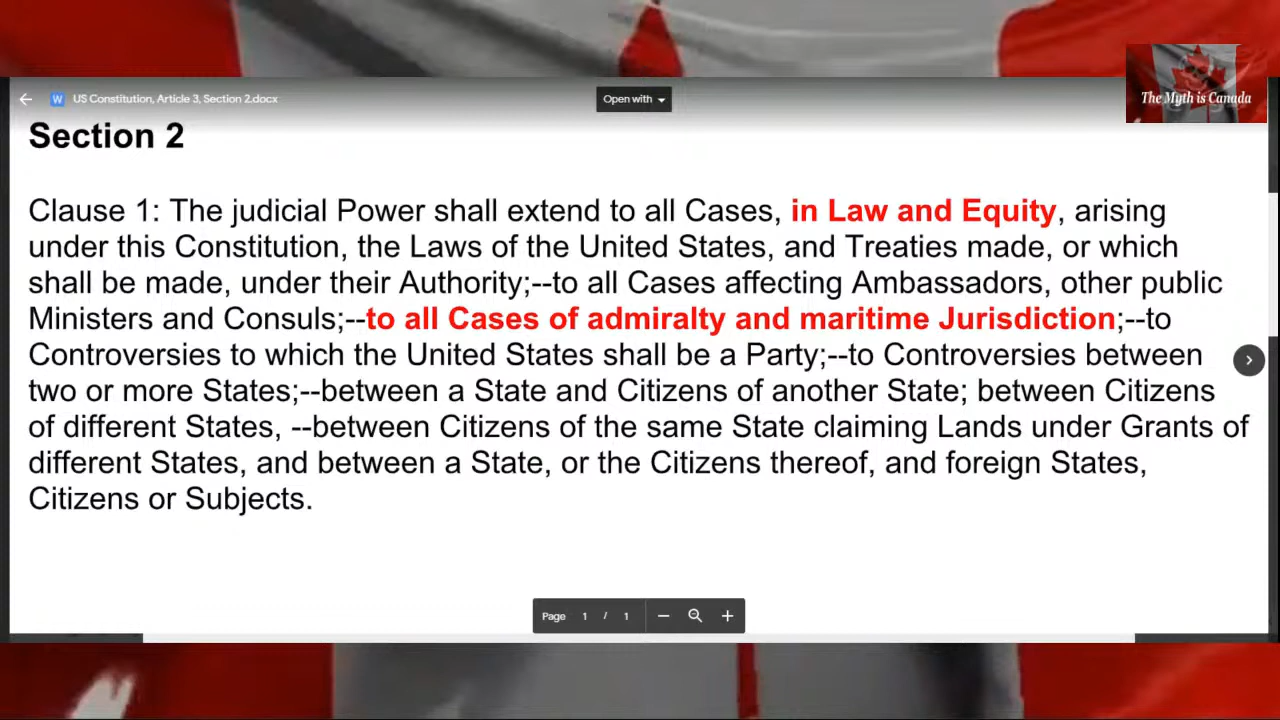 US Constitution, Article 3, Section 2.docx
Open with
The Myth is Canada
Section 2
Clause 1: The judicial Power shall extend to all Cases, in Law and Equity, arising
under this Constitution, the Laws of the United States, and Treaties made, or which
shall be made, under their Authority;--to all Cases affecting Ambassadors, other public
Ministers and Consuls;--to all Cases of admiralty and maritime Jurisdiction;--to
Controversies to which the United States shall be a Party;--to Controversies between
two or more States;--between a State and Citizens of another State; between Citizens
of different States, --between Citizens of the same State claiming Lands under Grants of
different States, and between a State, or the Citizens thereof, and foreign States,
Citizens or Subjects.
Page 1 / 1